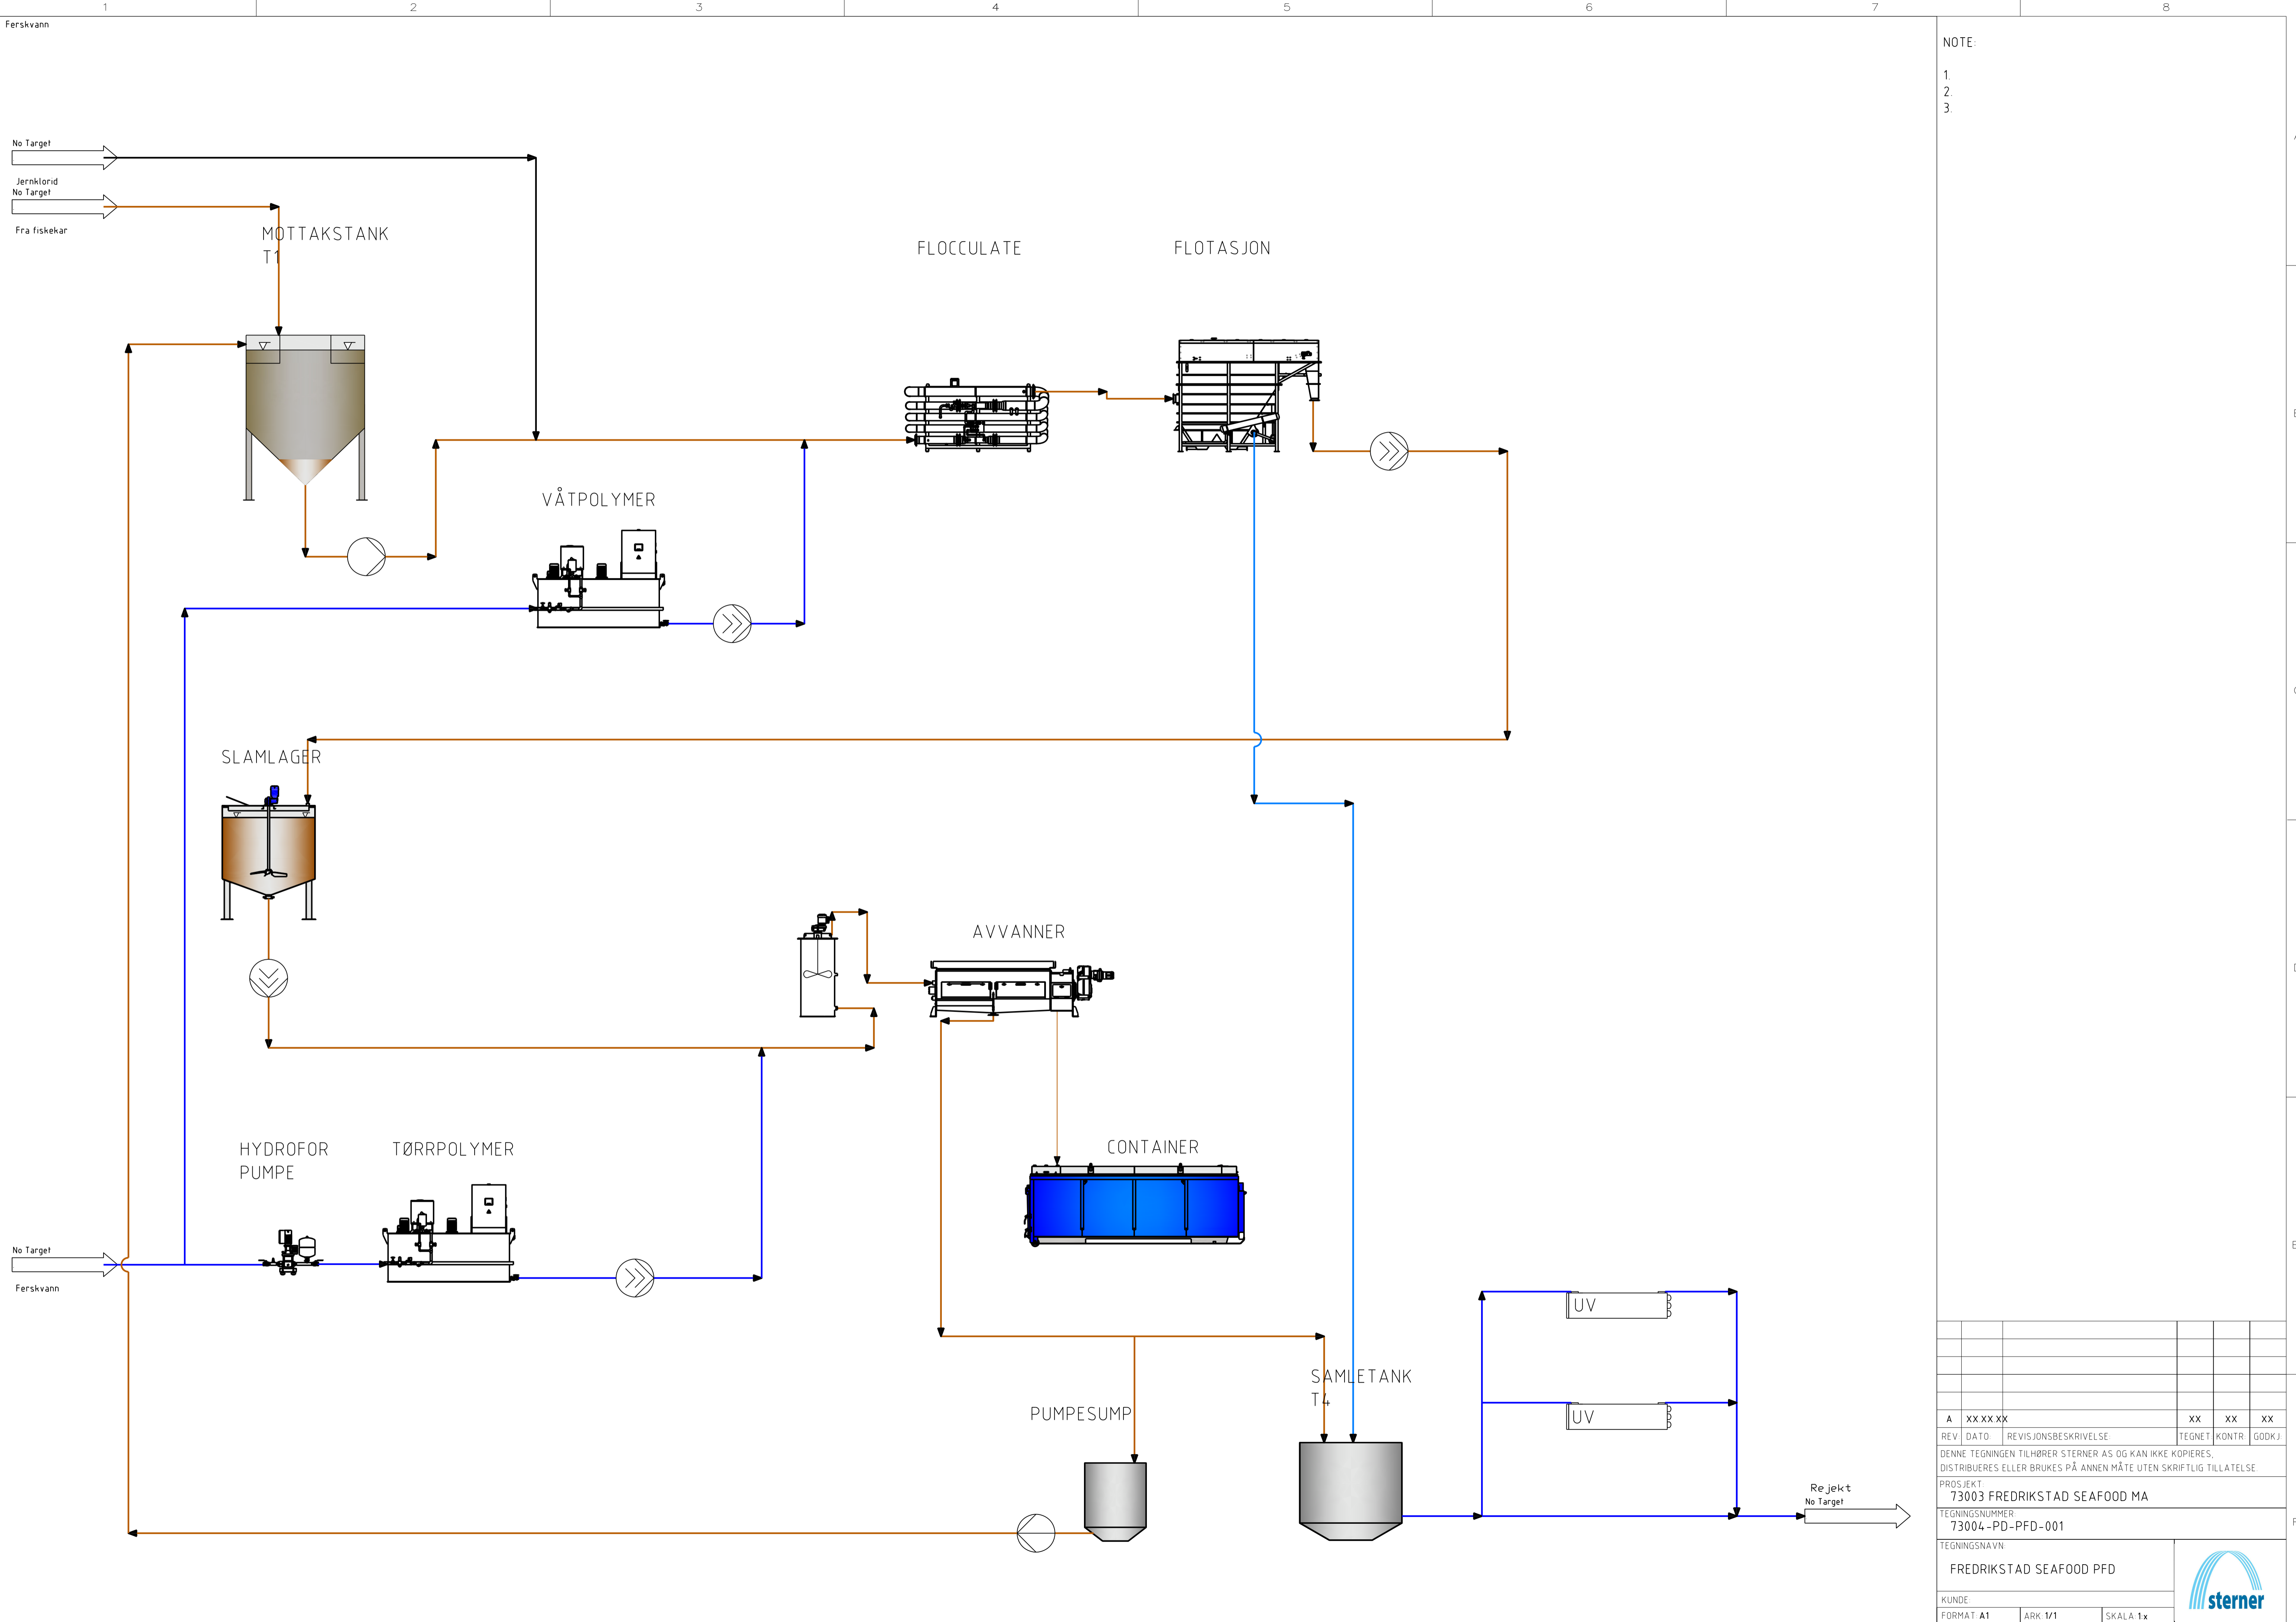 1 2 3 4 5 6 7 8
Ferskvann
NOTE:
1.
2.
3.
No Target
Jernklorid
No Target
Fra fiskekar
MOTTAKSTANK
T1
FLOCCULATE
FLOTASJON
VÅTPOLYMER
SLAMLAGER
AVVANNER
HYDROFOR
PUMPE
TØRRPOLYMER
CONTAINER
No Target
Ferskvann
UV
UV
SAMLETANK
T4
PUMPESUMP
Rejekt
No Target
A XX.XX.XX XX XX XX
REV: DATO: REVISJONSBESKRIVELSE: TEGNET: KONTR: GODKJ:
DENNE TEGNINGEN TILHØRER STERNER AS OG KAN IKKE KOPIERES,
DISTRIBUERES ELLER BRUKES PÅ ANNEN MÅTE UTEN SKRIFTLIG TILLATELSE.
PROSJEKT:
73003 FREDRIKSTAD SEAFOOD MA
TEGNINGSNUMMER:
73004-PD-PFD-001
TEGNINGSNAVN:
FREDRIKSTAD SEAFOOD PFD
KUNDE:
FORMAT: A1 ARK: 1/1 SKALA: 1:x
sterner